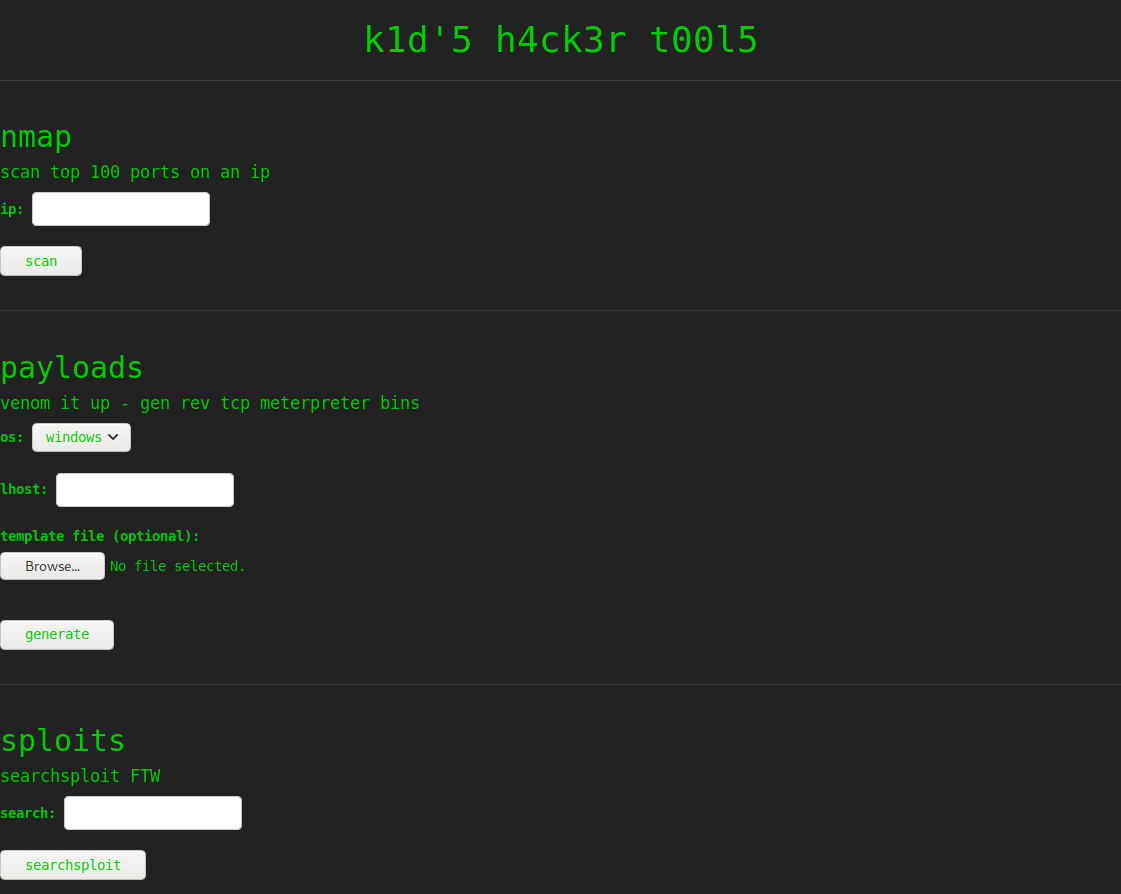 k1d'5 h4ck3r t00l5
nmap
scan top 100 ports on an ip
ip:
scan
payloads
venom it up - gen rev tcp meterpreter bins
os: windows
lhost:
template file (optional):
Browse... No file selected.
generate
sploits
searchsploit FTW
search:
searchsploit